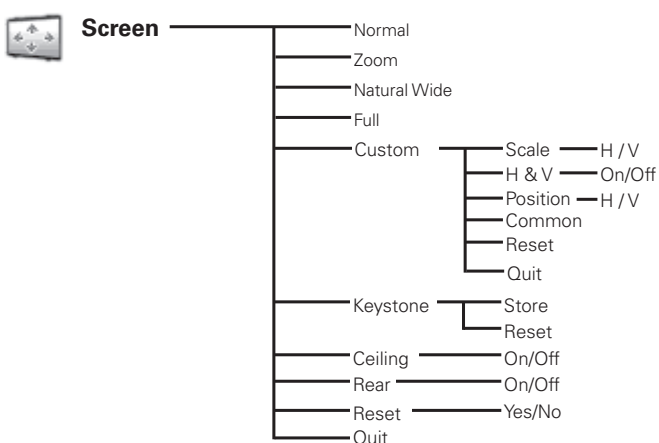 Screen Normal
Zoom
Natural Wide
Full
Custom Scale H / V
H & V On/Off
Position H / V
Common
Reset
Quit
Keystone Store
Reset
Ceiling On/Off
Rear On/Off
Reset Yes/No
Quit